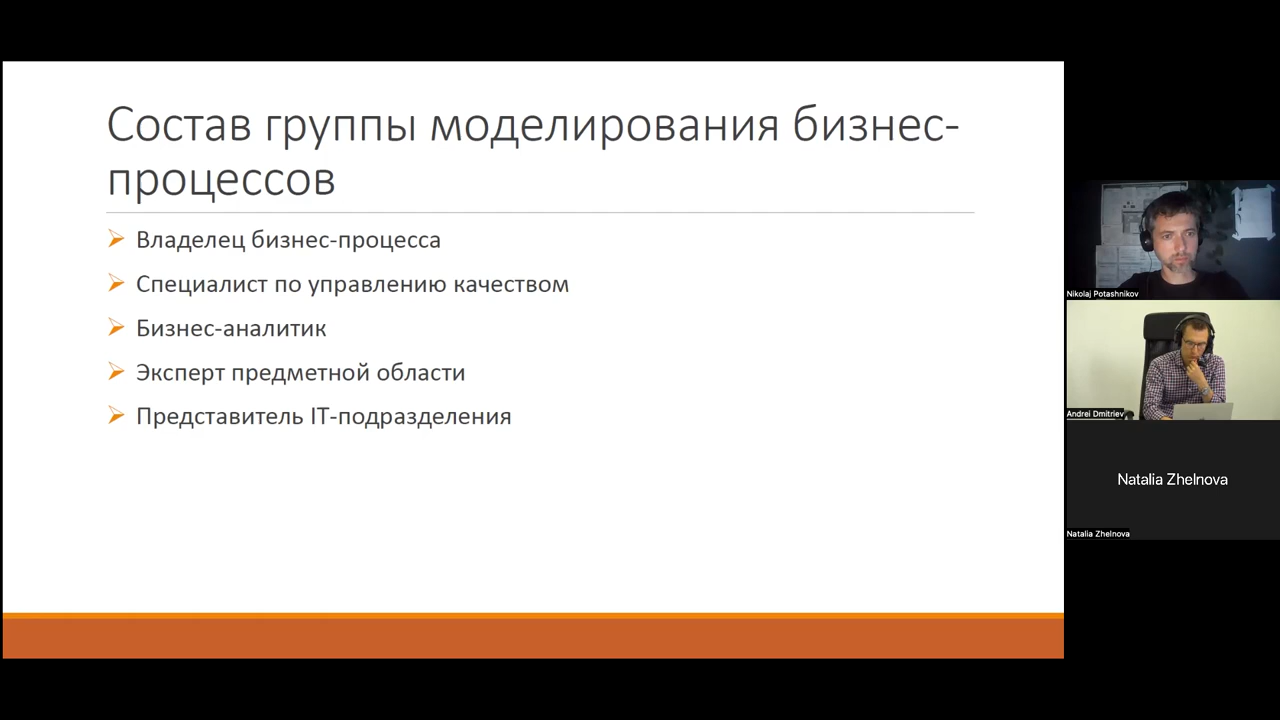 Состав группы моделирования бизнес-
процессов
Владелец бизнес-процесса
Специалист по управлению качеством
Бизнес-аналитик
Эксперт предметной области
Представитель IT-подразделения
Nikolaj Potashnikov
Andrei Dmitriev
Natalia Zhelnova
Natalia Zhelnova